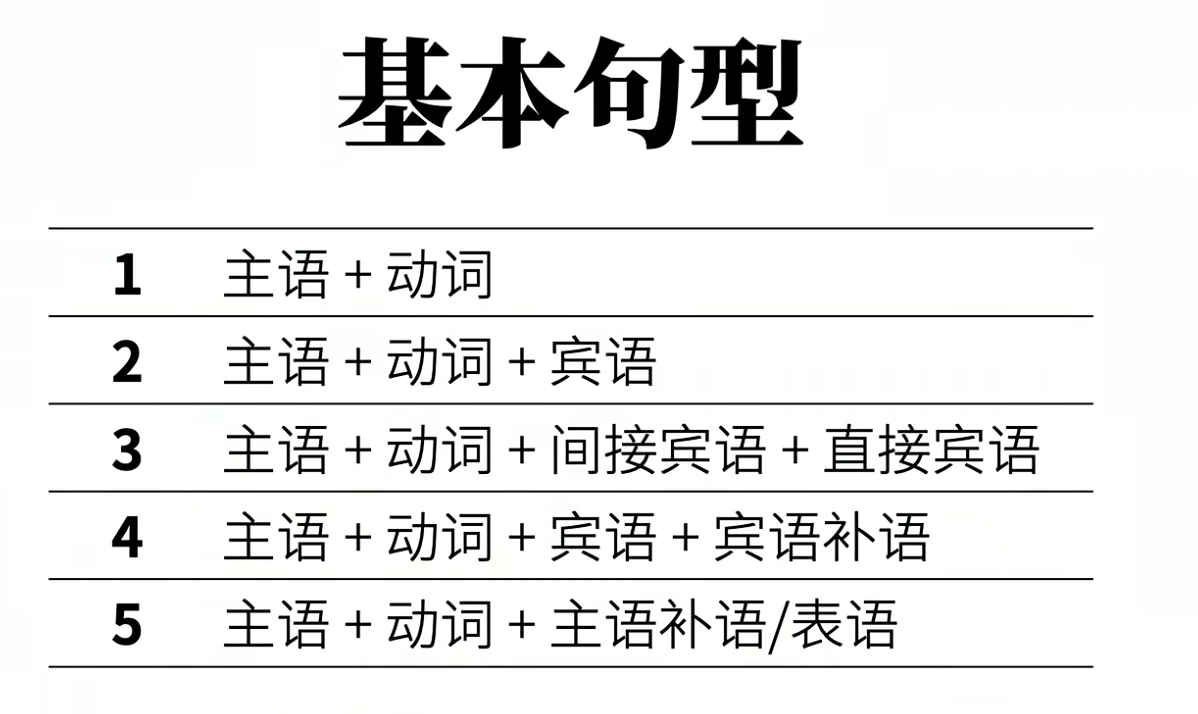 基本句型
1 主语 + 动词
2 主语 + 动词 + 宾语
3 主语 + 动词 + 间接宾语 + 直接宾语
4 主语 + 动词 + 宾语 + 宾语补语
5 主语 + 动词 + 主语补语/表语